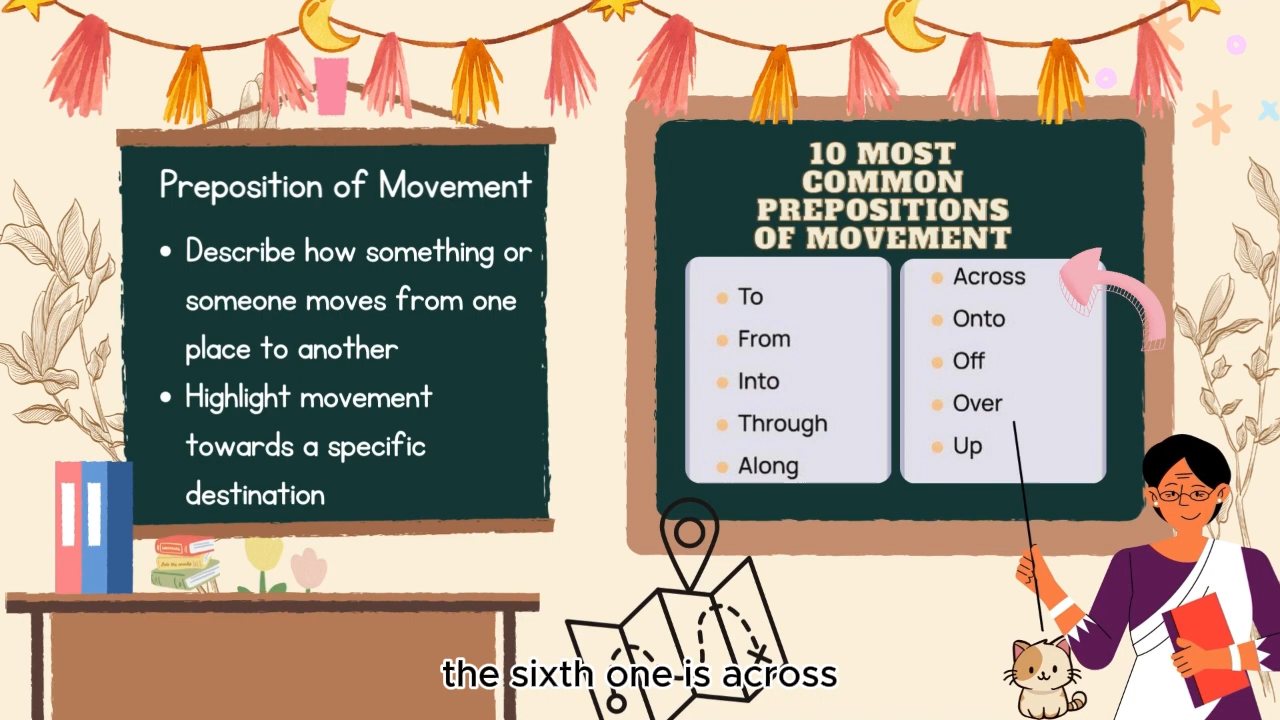 Preposition of Movement
• Describe how something or
someone moves from one
place to another
• Highlight movement
towards a specific
destination
10 MOST
COMMON
PREPOSITIONS
OF MOVEMENT
• To
• From
• Into
• Through
• Along
• Across
• Onto
• Off
• Over
• Up
the sixth one is across